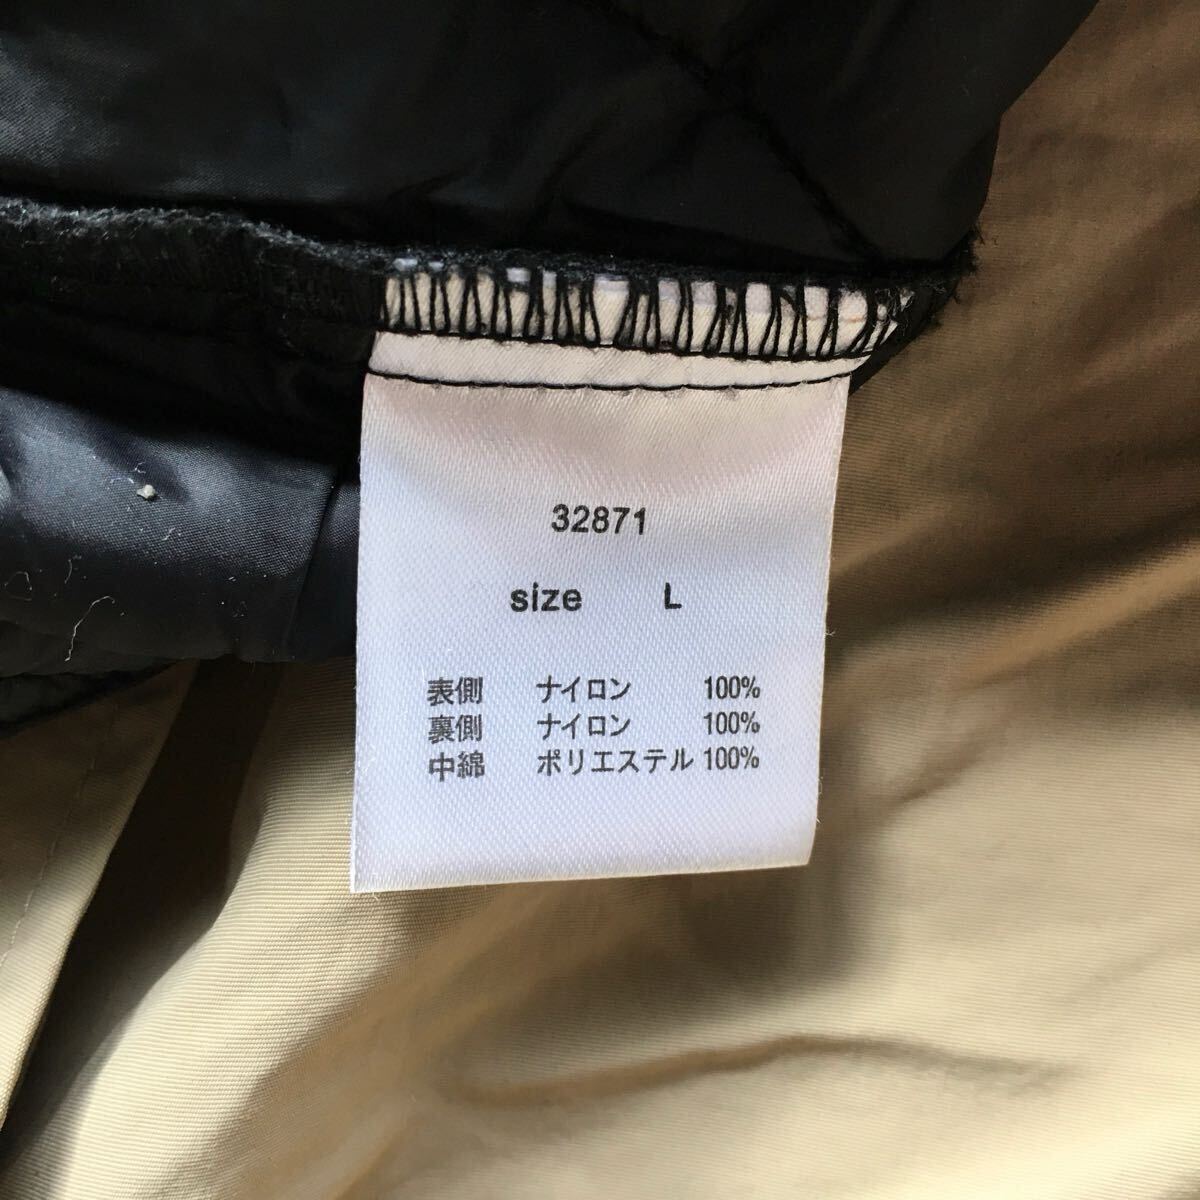 32871
size L
表側 ナイロン 100%
裏側 ナイロン 100%
中綿 ポリエステル 100%